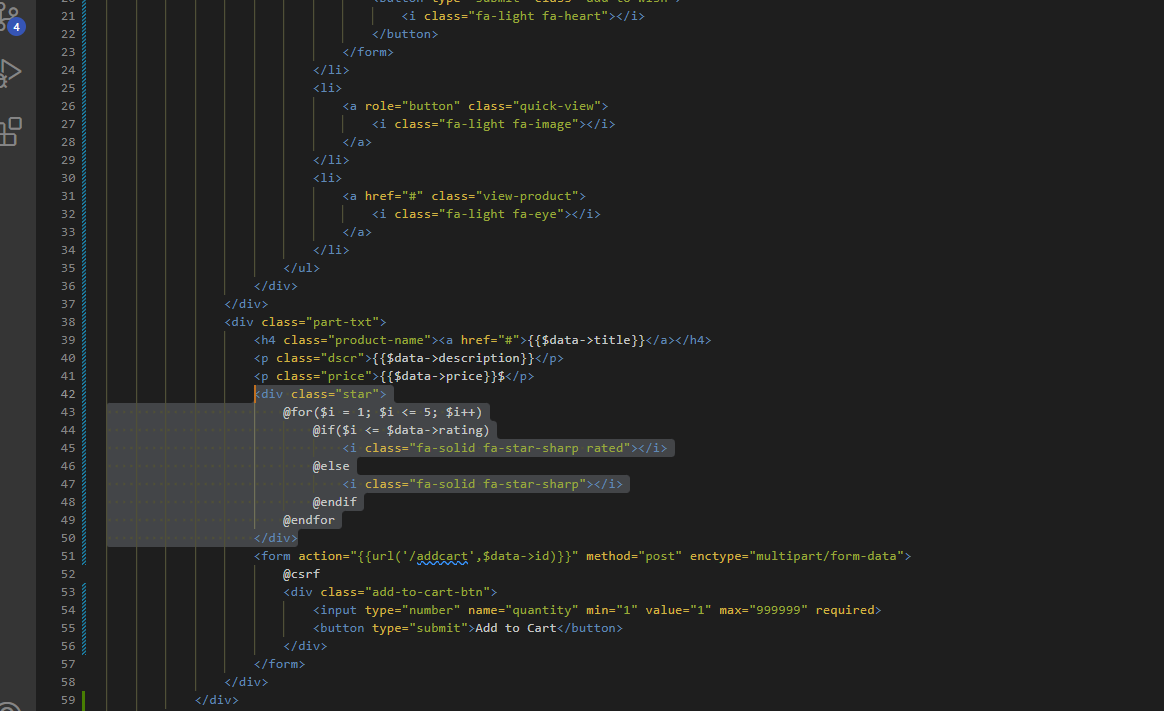 4
20 <button type="submit" class="add-to-wish">
21 <i class="fa-light fa-heart"></i>
22 </button>
23 </form>
24 </li>
25 <li>
26 <a role="button" class="quick-view">
27 <i class="fa-light fa-image"></i>
28 </a>
29 </li>
30 <li>
31 <a href="#" class="view-product">
32 <i class="fa-light fa-eye"></i>
33 </a>
34 </li>
35 </ul>
36 </div>
37 </div>
38 <div class="part-txt">
39 <h4 class="product-name"><a href="#">{{$data->title}}</a></h4>
40 <p class="dscr">{{$data->description}}</p>
41 <p class="price">{{$data->price}}$</p>
42 <div class="star">
43 @for($i = 1; $i <= 5; $i++)
44 @if($i <= $data->rating)
45 <i class="fa-solid fa-star-sharp rated"></i>
46 @else
47 <i class="fa-solid fa-star-sharp"></i>
48 @endif
49 @endfor
50 </div>
51 <form action="{{url('/addcart',$data->id)}}" method="post" enctype="multipart/form-data">
52 @csrf
53 <div class="add-to-cart-btn">
54 <input type="number" name="quantity" min="1" value="1" max="999999" required>
55 <button type="submit">Add to Cart</button>
56 </div>
57 </form>
58 </div>
59 </div>